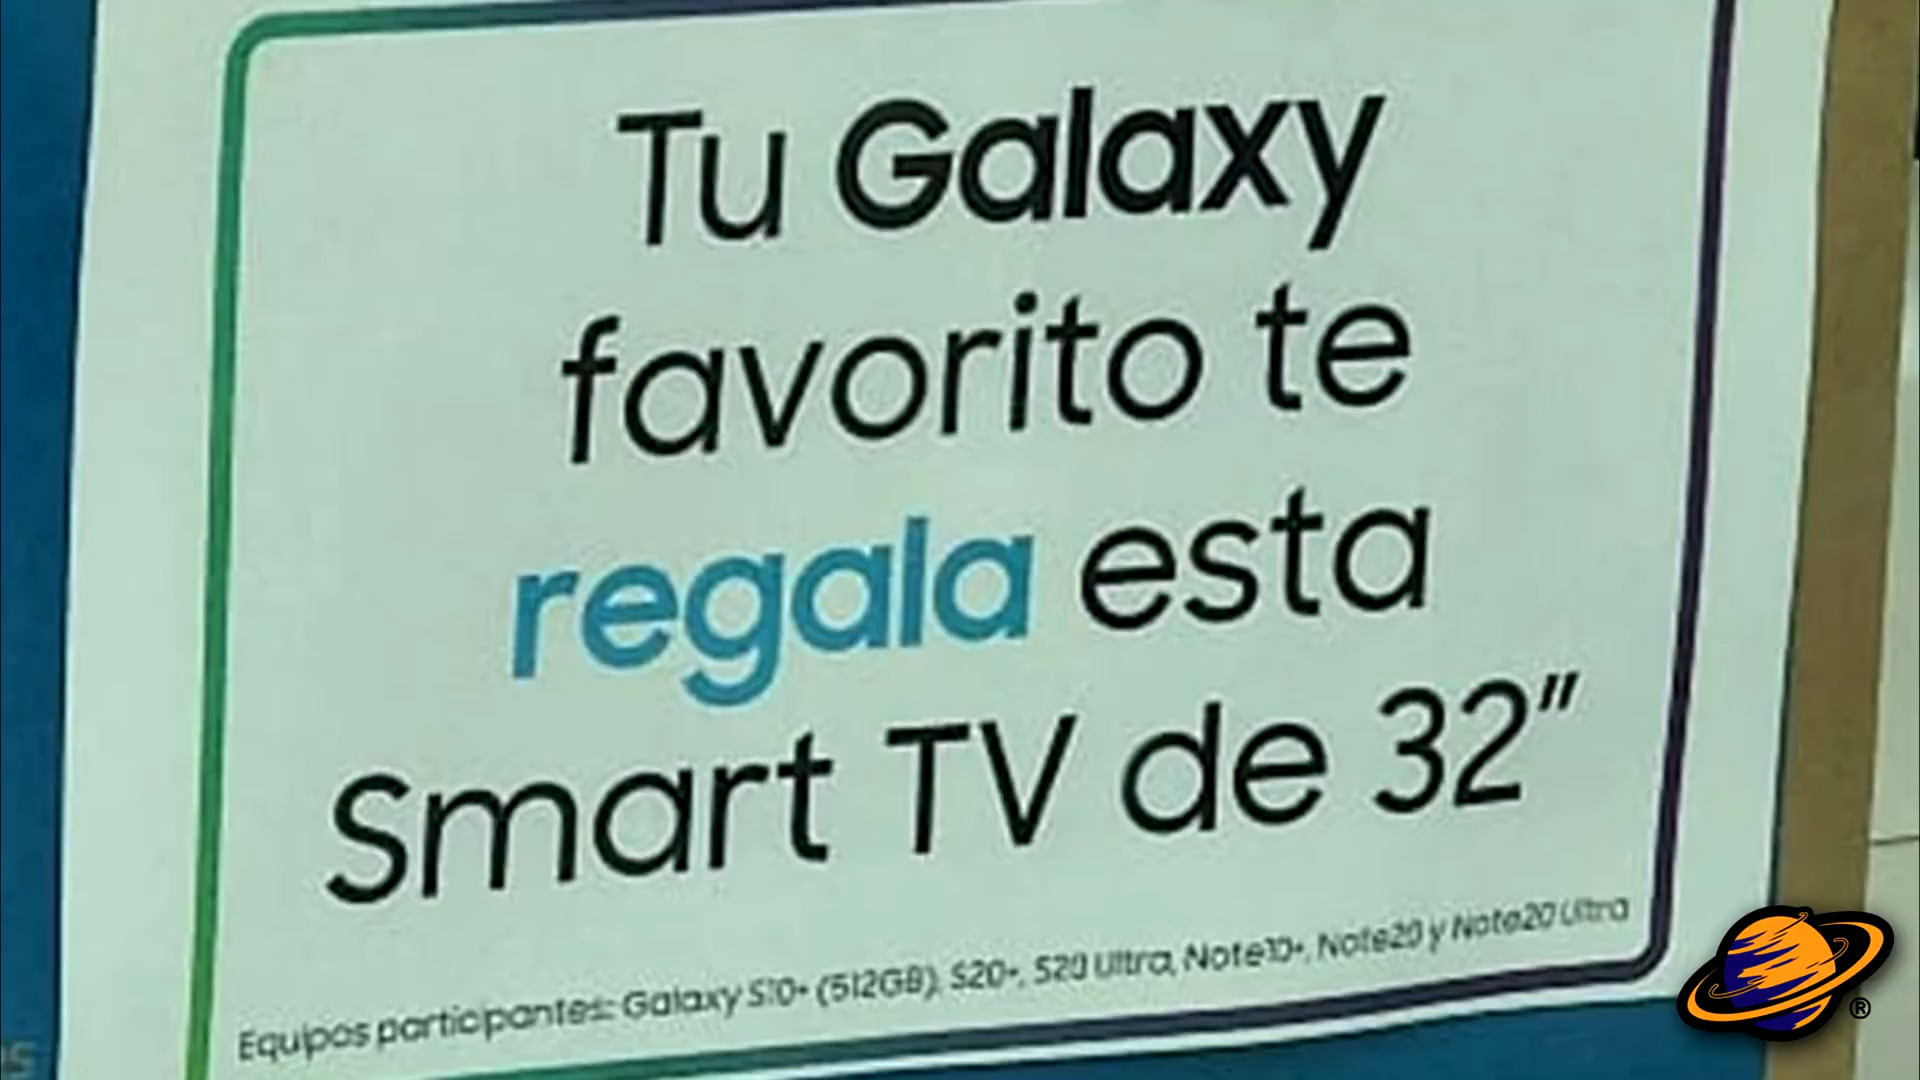 Tu Galaxy
favorito te
regala esta
Smart TV de 32"
Equipos participantes: Galaxy S10+ (512GB), S20+, S20 Ultra, Note10+, Note20 y Note20 Ultra
®